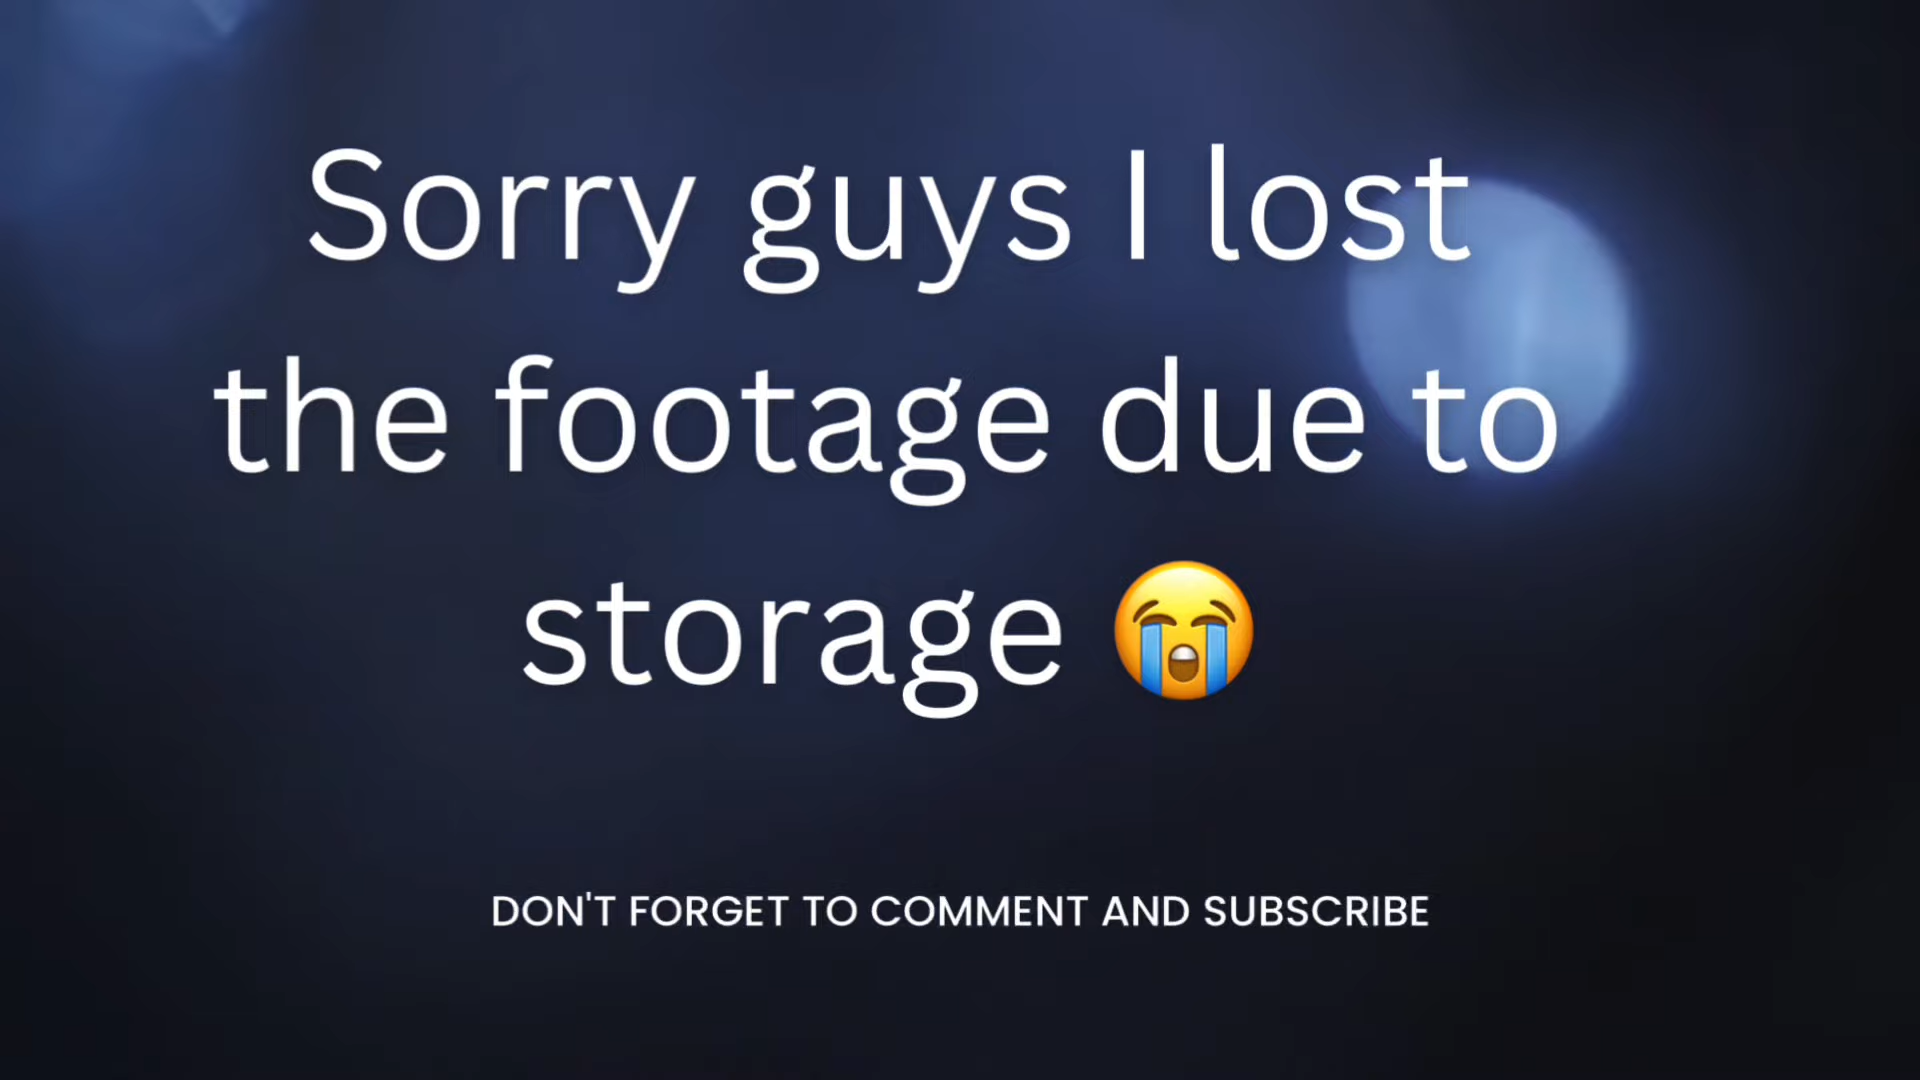 Sorry guys I lost
the footage due to
storage 😭
DON'T FORGET TO COMMENT AND SUBSCRIBE